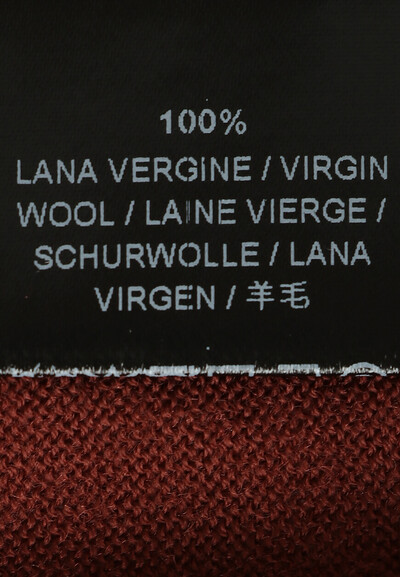 100%
LANA VERGINE / VIRGIN
WOOL / LAINE VIERGE /
SCHURWOLLE / LANA
VIRGEN / 羊毛